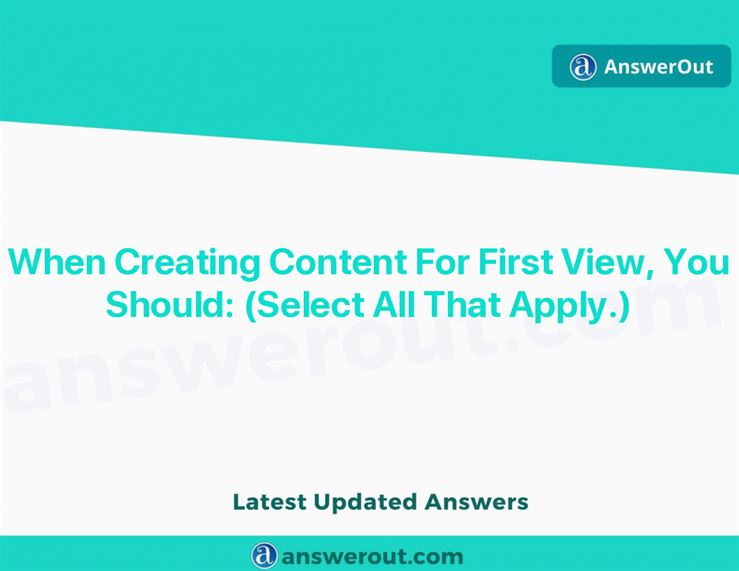 AnswerOut
When Creating Content For First View, You
Should: (Select All That Apply.)
answerout.com
Latest Updated Answers
answerout.com